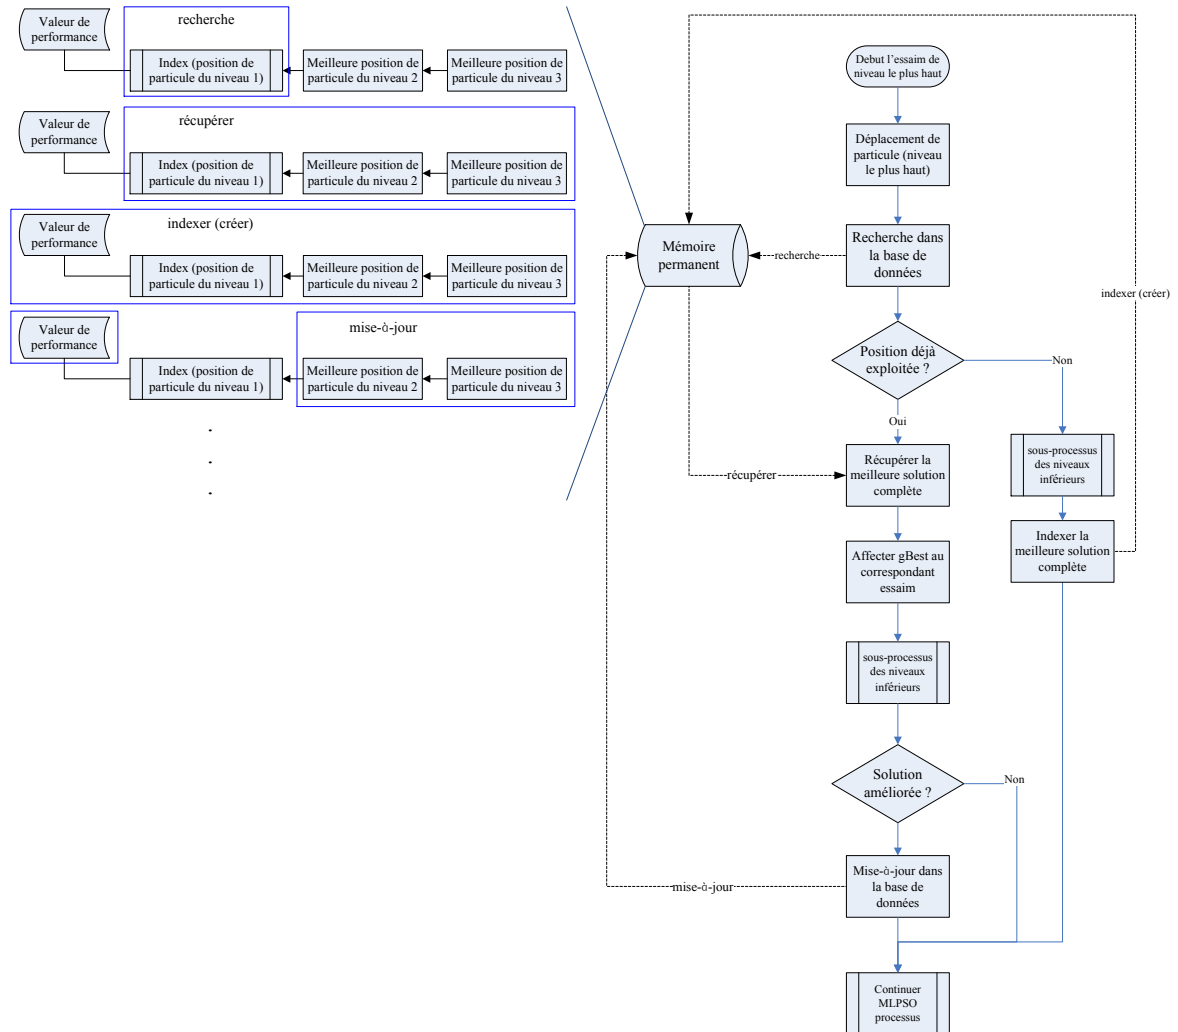 recherche
Valeur de
performance
Index (position de
particule du niveau 1)
Meilleure position de
particule du niveau 2
Meilleure position de
particule du niveau 3
récupérer
Valeur de
performance
Index (position de
particule du niveau 1)
Meilleure position de
particule du niveau 2
Meilleure position de
particule du niveau 3
indexer (créer)
Valeur de
performance
Index (position de
particule du niveau 1)
Meilleure position de
particule du niveau 2
Meilleure position de
particule du niveau 3
mise-à-jour
Valeur de
performance
Index (position de
particule du niveau 1)
Meilleure position de
particule du niveau 2
Meilleure position de
particule du niveau 3
.
.
.
Mémoire
permanent
Debut l'essaim de
niveau le plus haut
Déplacement de
particule (niveau
le plus haut)
Recherche dans
la base de
données
recherche
indexer (créer)
Position déjà
exploitée ?
Non
Oui
Récupérer la
meilleure solution
complète
récupérer
sous-processus
des niveaux
inférieurs
Indexer la
meilleure solution
complète
Affecter gBest au
correspondant
essaim
sous-processus
des niveaux
inférieurs
Solution
améliorée ?
Non
Mise-à-jour dans
la base de
données
mise-à-jour
Continuer
MLPSO
processus